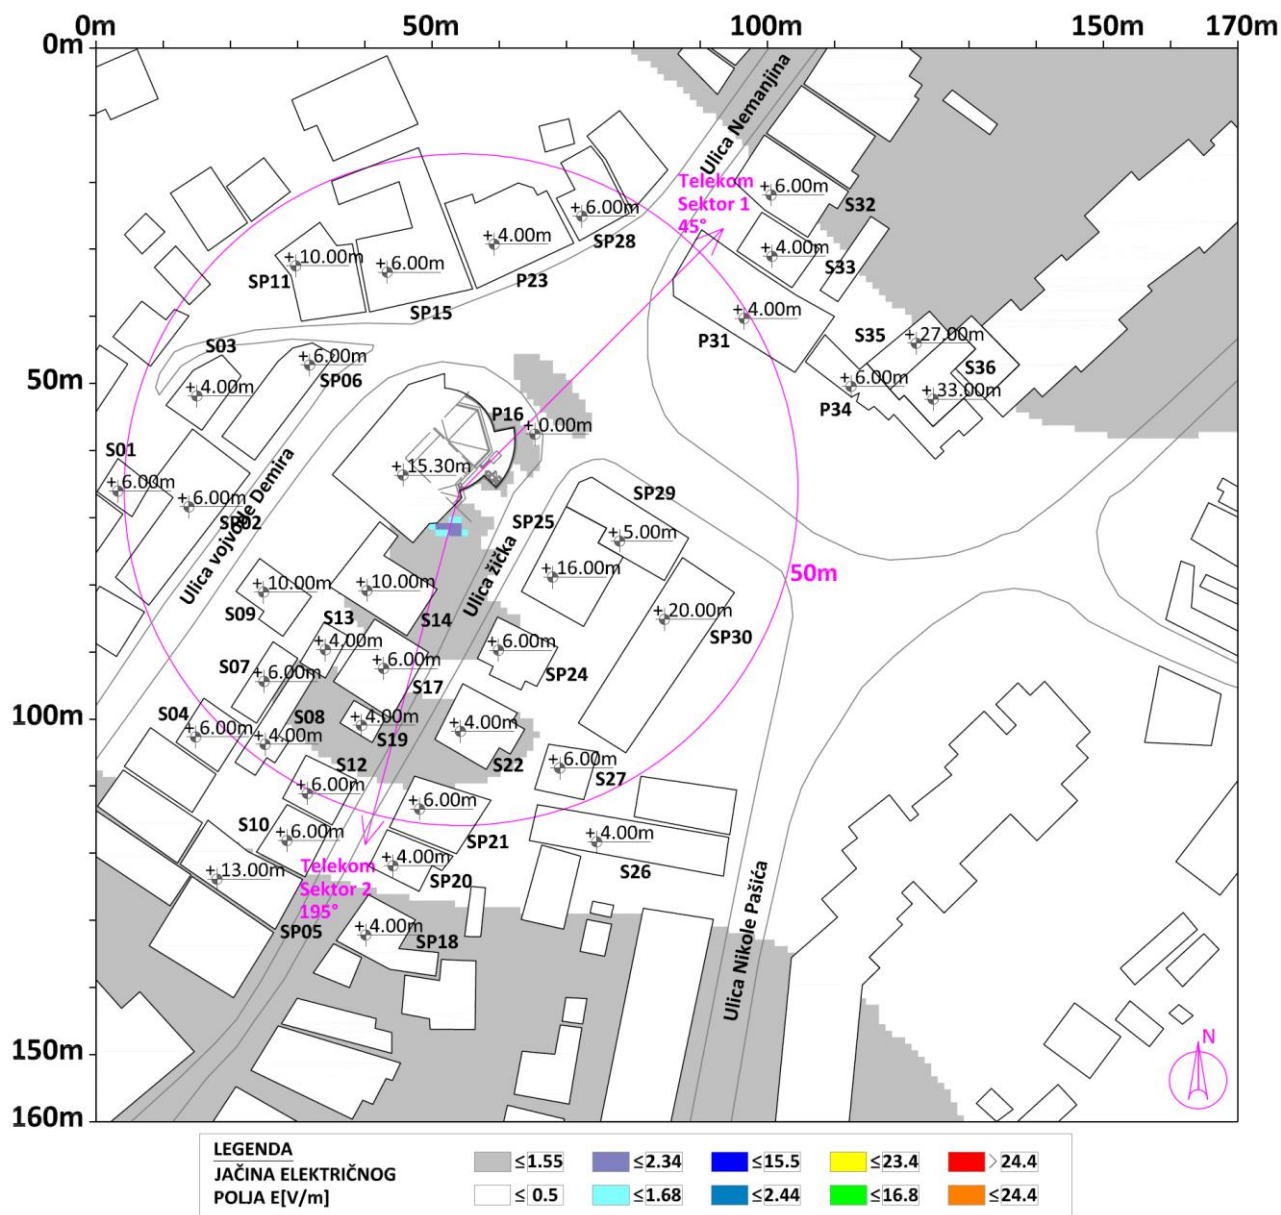 0m 50m 100m 150m 170m
0m
50m
100m
150m
160m
Ulica Nemanjina
Telekom
Sektor 1
45°
+6.00m
S32
+4.00m
S33
+6.00m
SP28
+4.00m
P23
+10.00m
SP11
+6.00m
SP15
+4.00m
P31
S35
+27.00m
S36
+6.00m
P34
+33.00m
S03
+4.00m
+6.00m
SP06
P16
+0.00m
+15.30m
S01
+6.00m
+6.00m
SP02
Ulica vojvode Demira
SP29
SP25
+5.00m
+16.00m
50m
Ulica žička
+10.00m
S09
S13
+10.00m
S14
+4.00m
+20.00m
SP30
+6.00m
SP24
S07
+6.00m
+6.00m
S17
S04
+6.00m
S08
+4.00m
+4.00m
S19
+4.00m
S22
S12
+6.00m
+6.00m
S27
S10
+6.00m
+6.00m
SP21
+4.00m
S26
+13.00m
SP05
+4.00m
SP20
Telekom
Sektor 2
195°
+4.00m
SP18
Ulica Nikole Pašića
N
LEGENDA
JAČINA ELEKTRIČNOG
POLJA E[V/m]
≤1.55 ≤2.34 ≤15.5 ≤23.4 >24.4
≤ 0.5 ≤1.68 ≤2.44 ≤16.8 ≤24.4